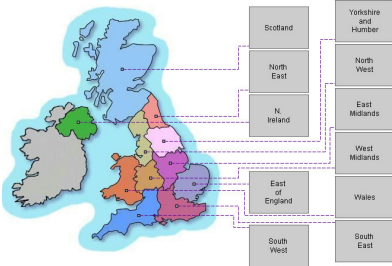 Scotland
North
East
N.
Ireland
East
of
England
South
West
Yorkshire
and
Humber
North
West
East
Midlands
West
Midlands
Wales
South
East